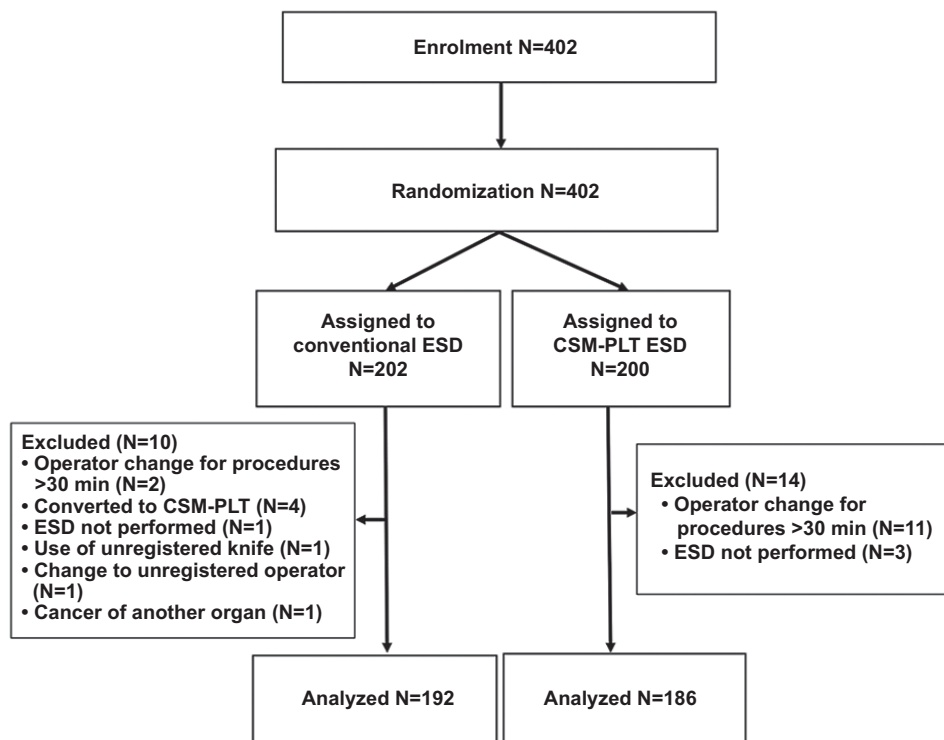 Enrolment N=402
Randomization N=402
Assigned to
conventional ESD
N=202
Assigned to
CSM-PLT ESD
N=200
Excluded (N=10)
• Operator change for procedures
>30 min (N=2)
• Converted to CSM-PLT (N=4)
• ESD not performed (N=1)
• Use of unregistered knife (N=1)
• Change to unregistered operator
(N=1)
• Cancer of another organ (N=1)
Excluded (N=14)
• Operator change for
procedures >30 min (N=11)
• ESD not performed (N=3)
Analyzed N=192
Analyzed N=186